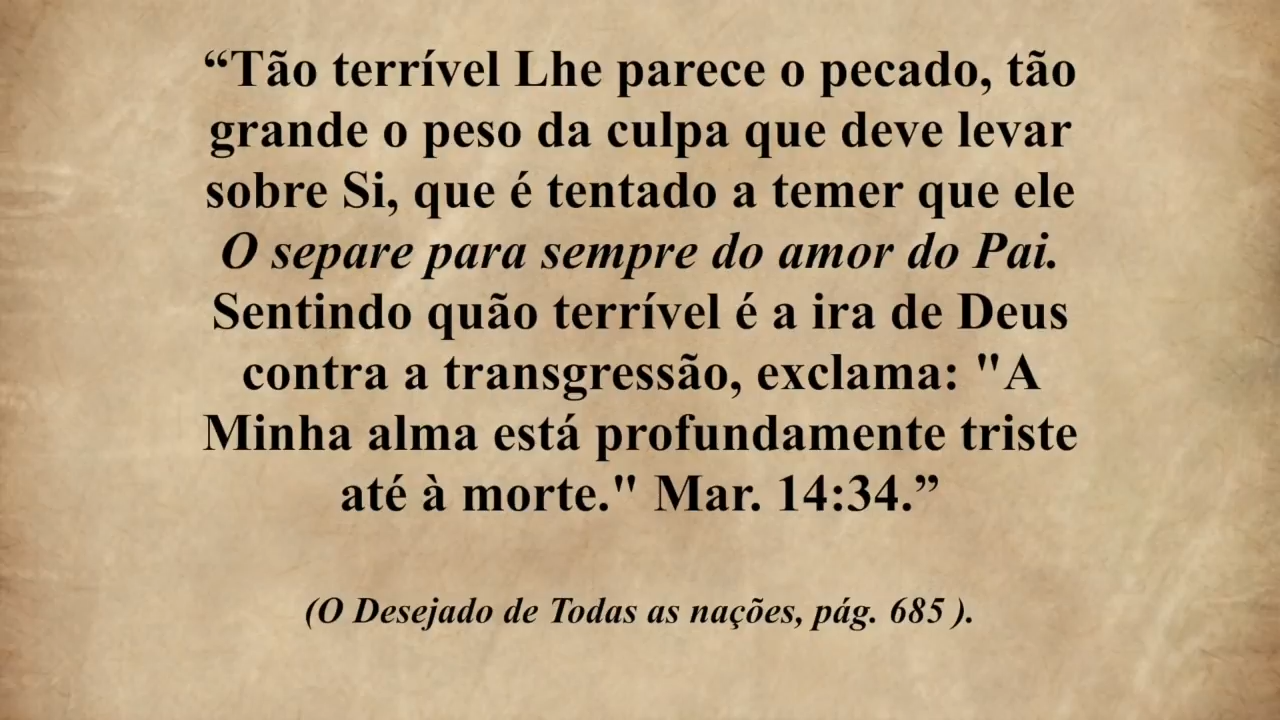 “Tão terrível Lhe parece o pecado, tão
grande o peso da culpa que deve levar
sobre Si, que é tentado a temer que ele
O separe para sempre do amor do Pai.
Sentindo quão terrível é a ira de Deus
contra a transgressão, exclama: "A
Minha alma está profundamente triste
até à morte." Mar. 14:34.”
(O Desejado de Todas as nações, pág. 685 ).